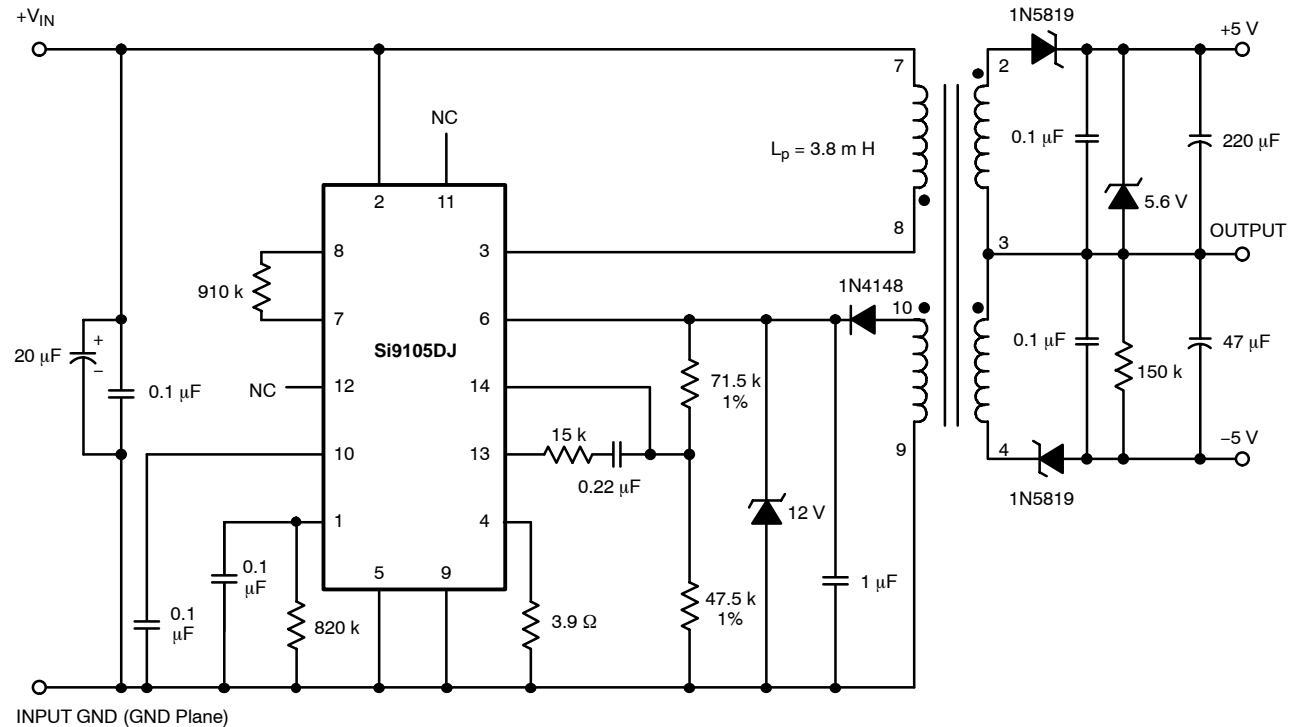 +V_IN
1N5819
+5 V
7
2
NC
L_p = 3.8 m H
0.1 μF
220 μF
2
11
5.6 V
8
3
8
3
OUTPUT
910 k
1N4148
7
6
10
Si9105DJ
20 μF
+
−
0.1 μF
NC
12
14
71.5 k
1%
0.1 μF
47 μF
150 k
15 k
10
13
9
4
−5 V
0.22 μF
1N5819
1
4
12 V
0.1
μF
5
9
1 μF
0.1
μF
820 k
3.9 Ω
47.5 k
1%
INPUT GND (GND Plane)